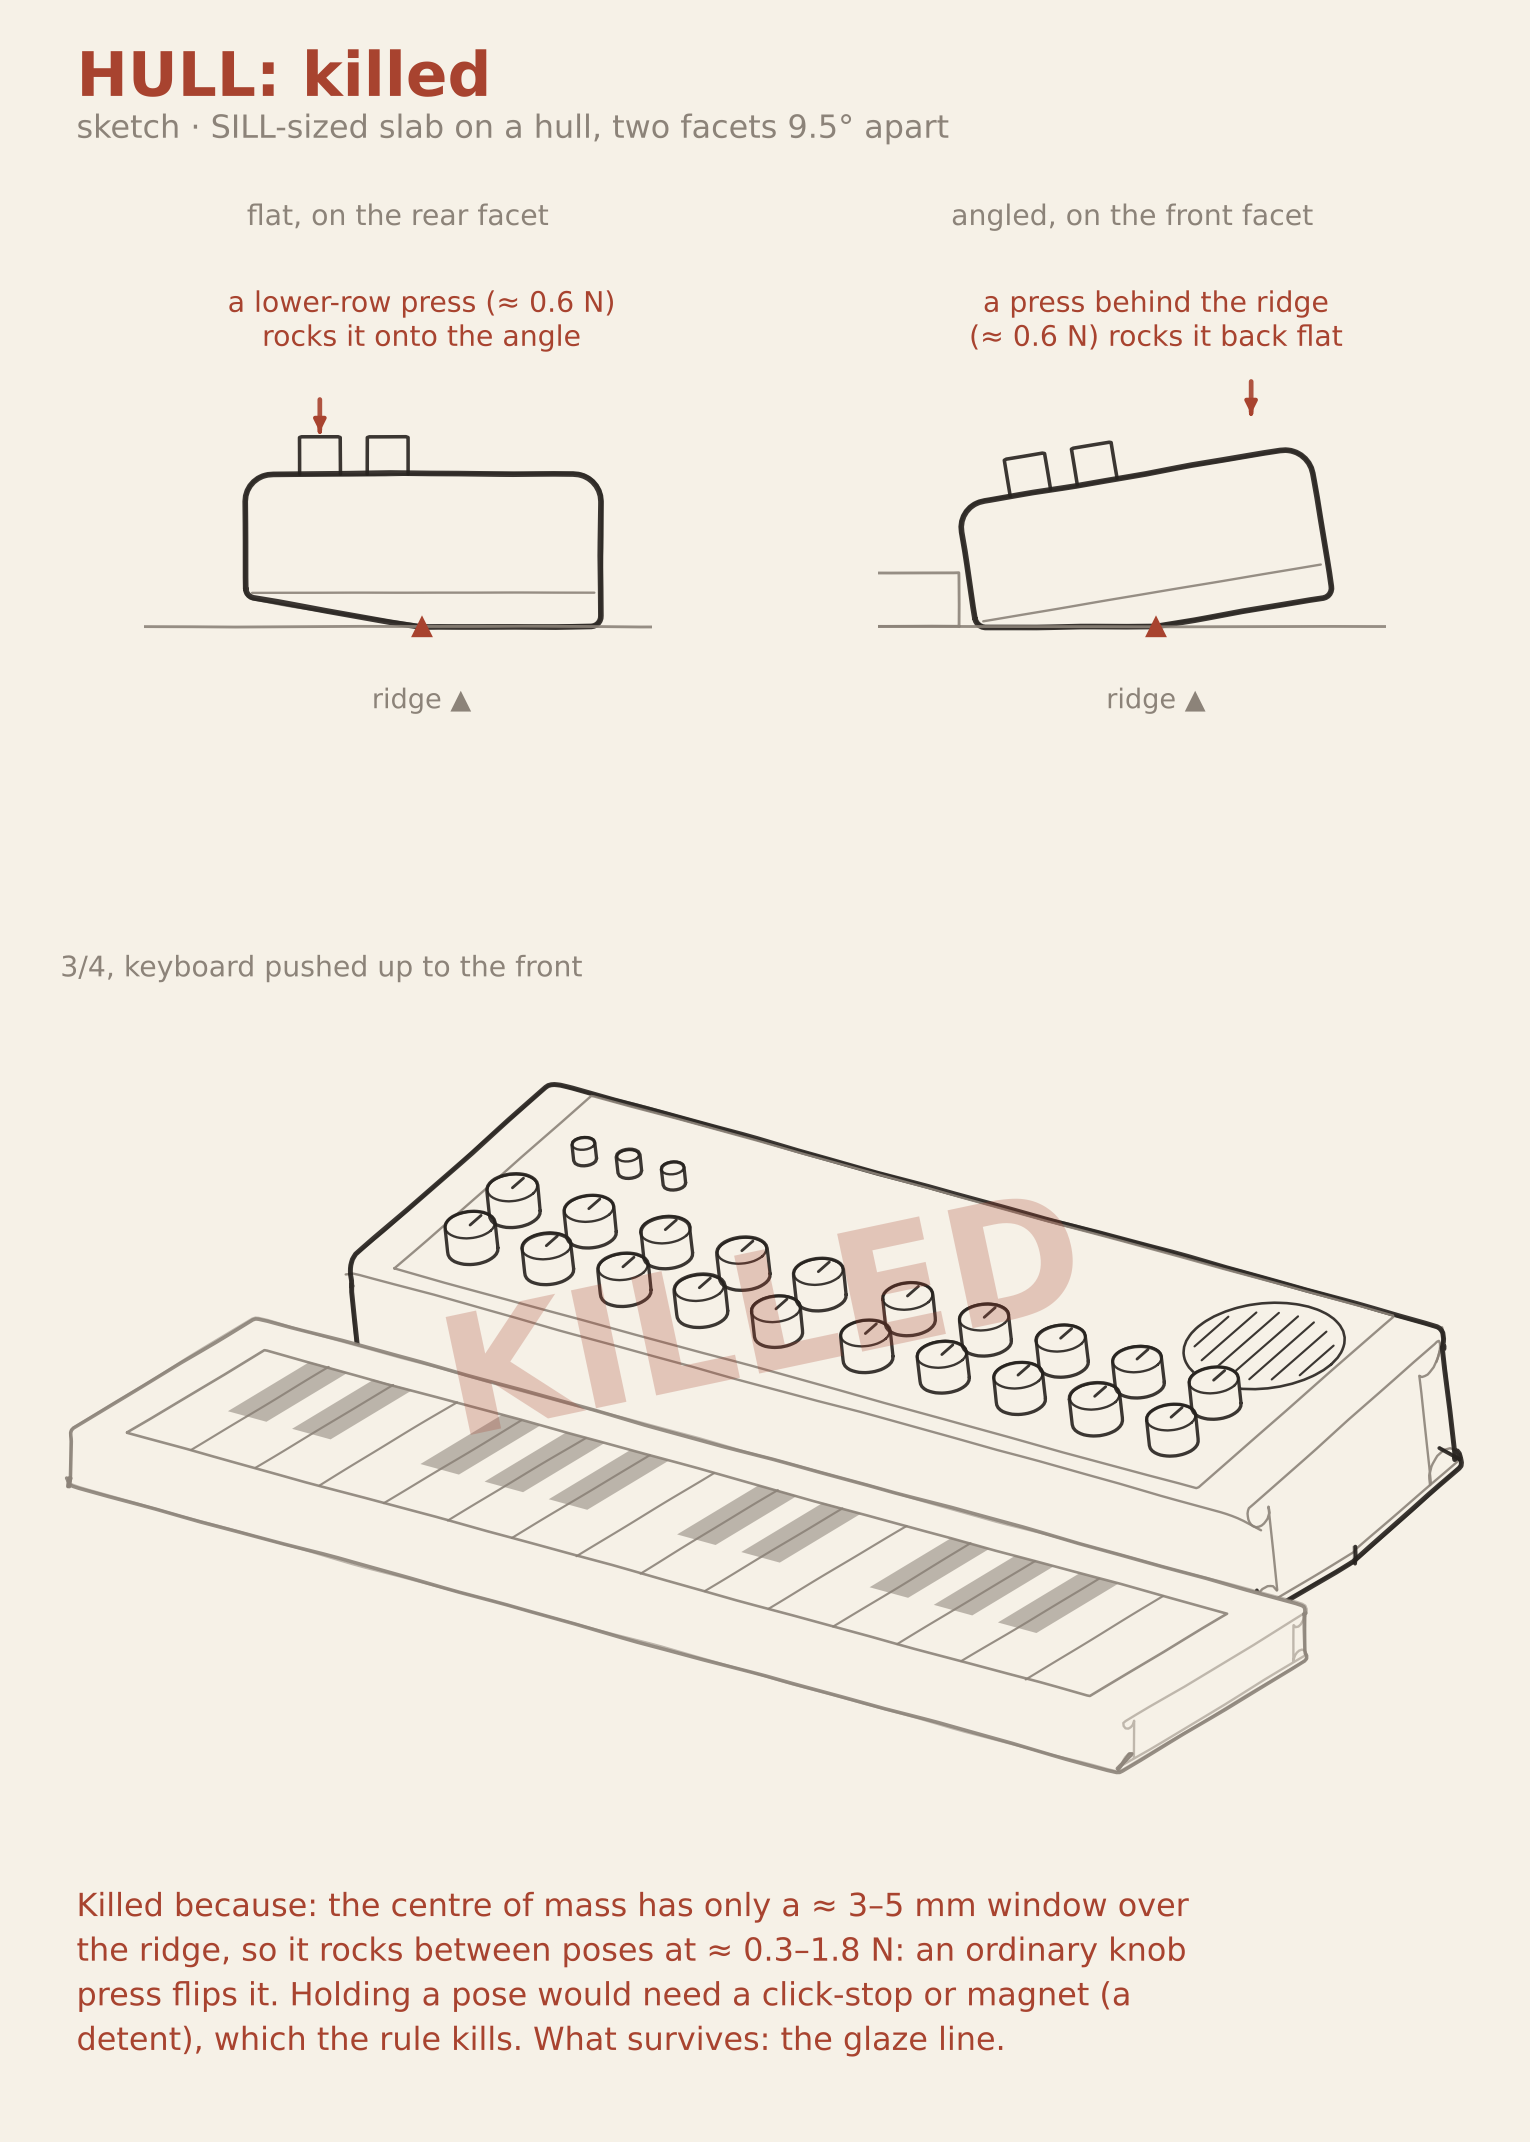 HULL: killed
sketch · SILL-sized slab on a hull, two facets 9.5° apart
flat, on the rear facet
angled, on the front facet
a lower-row press (≈ 0.6 N)
rocks it onto the angle
a press behind the ridge
(≈ 0.6 N) rocks it back flat
ridge ▲
ridge ▲
3/4, keyboard pushed up to the front
KILLED
Killed because: the centre of mass has only a ≈ 3–5 mm window over
the ridge, so it rocks between poses at ≈ 0.3–1.8 N: an ordinary knob
press flips it. Holding a pose would need a click-stop or magnet (a
detent), which the rule kills. What survives: the glaze line.